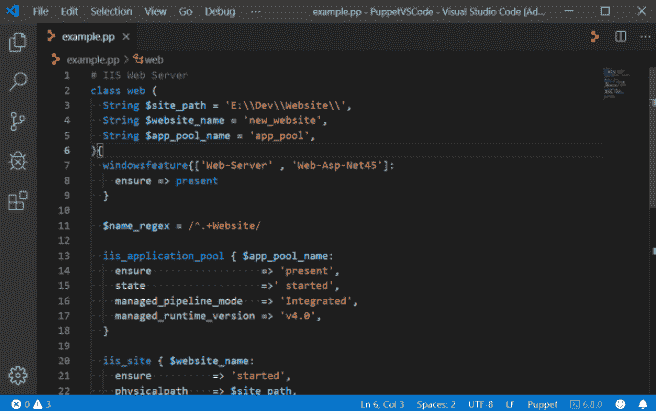 File Edit Selection View Go Debug ··· example.pp - PuppetVSCode - Visual Studio Code [Ad...
example.pp ×
example.pp > web
1 # IIS Web Server
2 class web (
3 String $site_path = 'E:\\Dev\\Website\\',
4 String $website_name = 'new_website',
5 String $app_pool_name = 'app_pool',
6 ){
7 windowsfeature{['Web-Server' , 'Web-Asp-Net45']:
8 ensure => present
9 }
10
11 $name_regex = /^.+Website/
12
13 iis_application_pool { $app_pool_name:
14 ensure => 'present',
15 state =>' started',
16 managed_pipeline_mode => 'Integrated',
17 managed_runtime_version => 'v4.0',
18 }
19
20 iis_site { $website_name:
21 ensure => 'started',
22 physicalpath => $site_path,
0 3 Ln 6, Col 3 Spaces: 2 UTF-8 LF Puppet 6.8.0